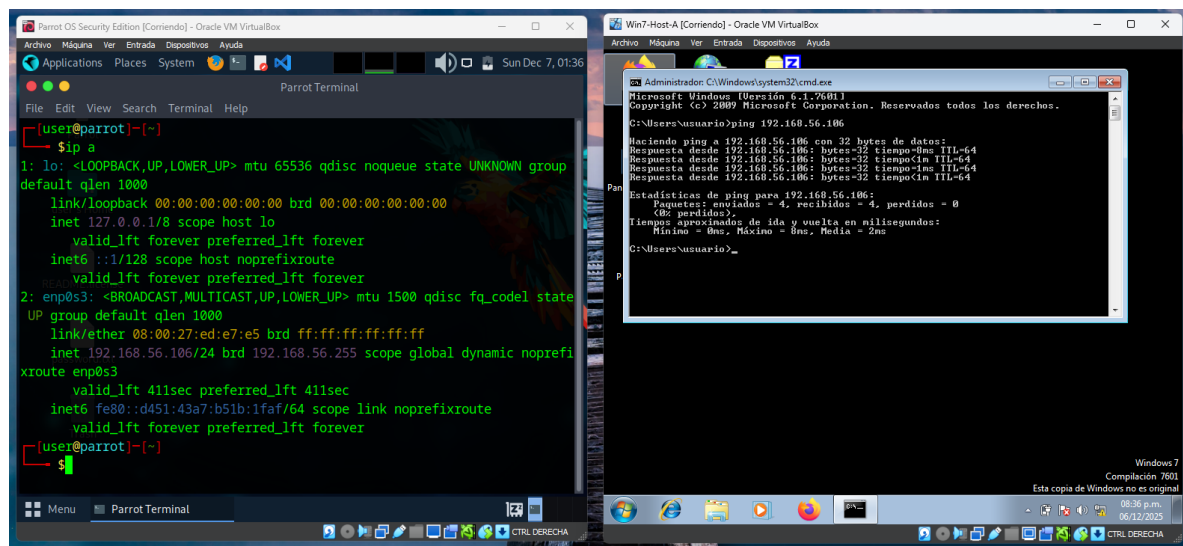 Parrot OS Security Edition [Corriendo] - Oracle VM VirtualBox
Archivo Máquina Ver Entrada Dispositivos Ayuda
Applications Places System
Sun Dec 7, 01:36
Parrot Terminal
File Edit View Search Terminal Help
[user@parrot]-[~]
$ip a
1: lo: <LOOPBACK,UP,LOWER_UP> mtu 65536 qdisc noqueue state UNKNOWN group
default qlen 1000
link/loopback 00:00:00:00:00:00 brd 00:00:00:00:00:00
inet 127.0.0.1/8 scope host lo
valid_lft forever preferred_lft forever
inet6 ::1/128 scope host noprefixroute
valid_lft forever preferred_lft forever
2: enp0s3: <BROADCAST,MULTICAST,UP,LOWER_UP> mtu 1500 qdisc fq_codel state
UP group default qlen 1000
link/ether 08:00:27:ed:e7:e5 brd ff:ff:ff:ff:ff:ff
inet 192.168.56.106/24 brd 192.168.56.255 scope global dynamic noprefi
xroute enp0s3
valid_lft 411sec preferred_lft 411sec
inet6 fe80::d451:43a7:b51b:1faf/64 scope link noprefixroute
valid_lft forever preferred_lft forever
[user@parrot]-[~]
$
Menu Parrot Terminal
CTRL DERECHA
Win7-Host-A [Corriendo] - Oracle VM VirtualBox
Archivo Máquina Ver Entrada Dispositivos Ayuda
Administrador: C:\Windows\system32\cmd.exe
Microsoft Windows [Versión 6.1.7601]
Copyright (c) 2009 Microsoft Corporation. Reservados todos los derechos.
C:\Users\usuario>ping 192.168.56.106
Haciendo ping a 192.168.56.106 con 32 bytes de datos:
Respuesta desde 192.168.56.106: bytes=32 tiempo=8ms TTL=64
Respuesta desde 192.168.56.106: bytes=32 tiempo<1m TTL=64
Respuesta desde 192.168.56.106: bytes=32 tiempo=1ms TTL=64
Respuesta desde 192.168.56.106: bytes=32 tiempo<1m TTL=64
Estadísticas de ping para 192.168.56.106:
Paquetes: enviados = 4, recibidos = 4, perdidos = 0
(0% perdidos),
Tiempos aproximados de ida y vuelta en milisegundos:
Mínimo = 0ms, Máximo = 8ms, Media = 2ms
C:\Users\usuario>_
Windows 7
Compilación 7601
Esta copia de Windows no es original
08:36 p.m.
06/12/2025
CTRL DERECHA